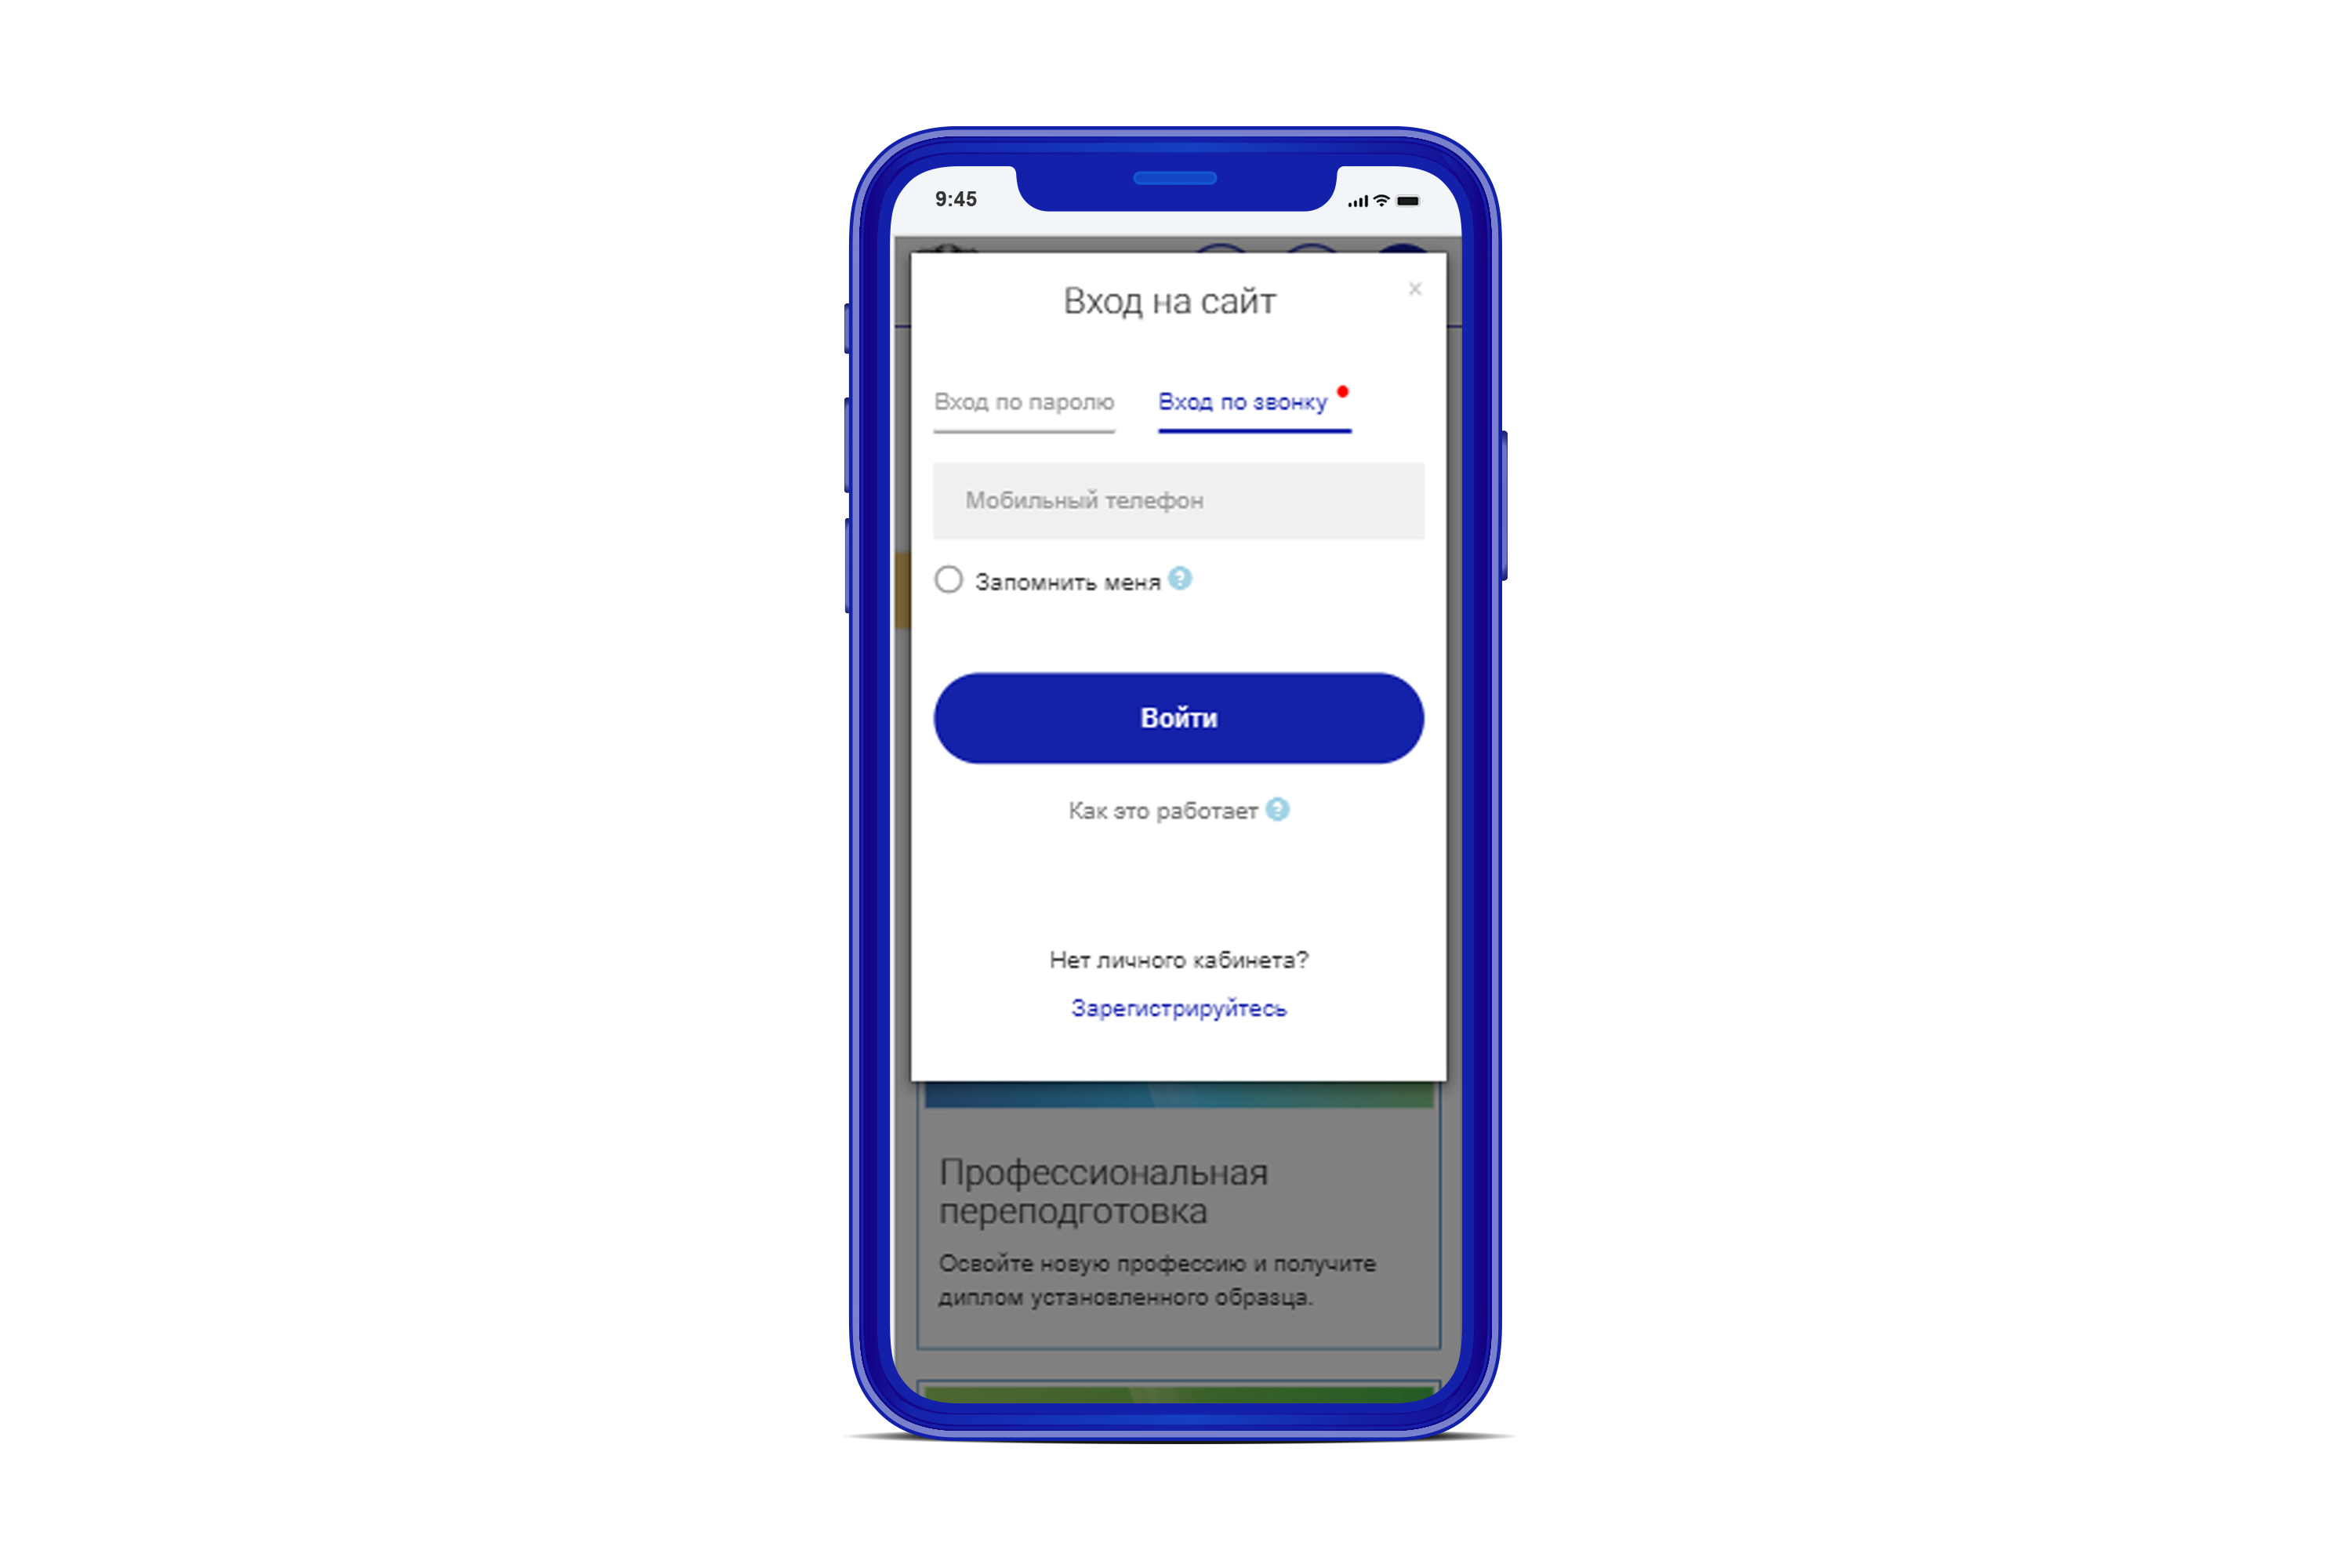 9:45
Вход на сайт
×
Вход по паролю Вход по звонку
Мобильный телефон
Запомнить меня ?
Войти
Как это работает ?
Нет личного кабинета?
Зарегистрируйтесь
Профессиональная
переподготовка
Освойте новую профессию и получите
диплом установленного образца.